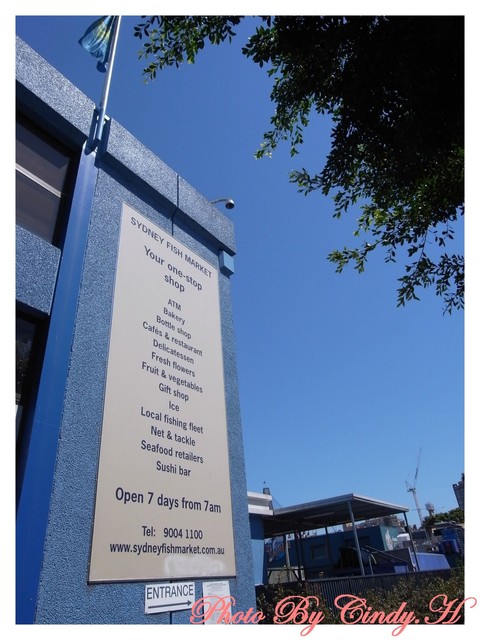 SYDNEY FISH MARKET
Your one-stop
shop
ATM
Bakery
Bottle shop
Cafés & restaurant
Delicatessen
Fresh flowers
Fruit & vegetables
Gift shop
Ice
Local fishing fleet
Net & tackle
Seafood retailers
Sushi bar
Open 7 days from 7am
Tel: 9004 1100
www.sydneyfishmarket.com.au
ENTRANCE
Photo By Cindy.H